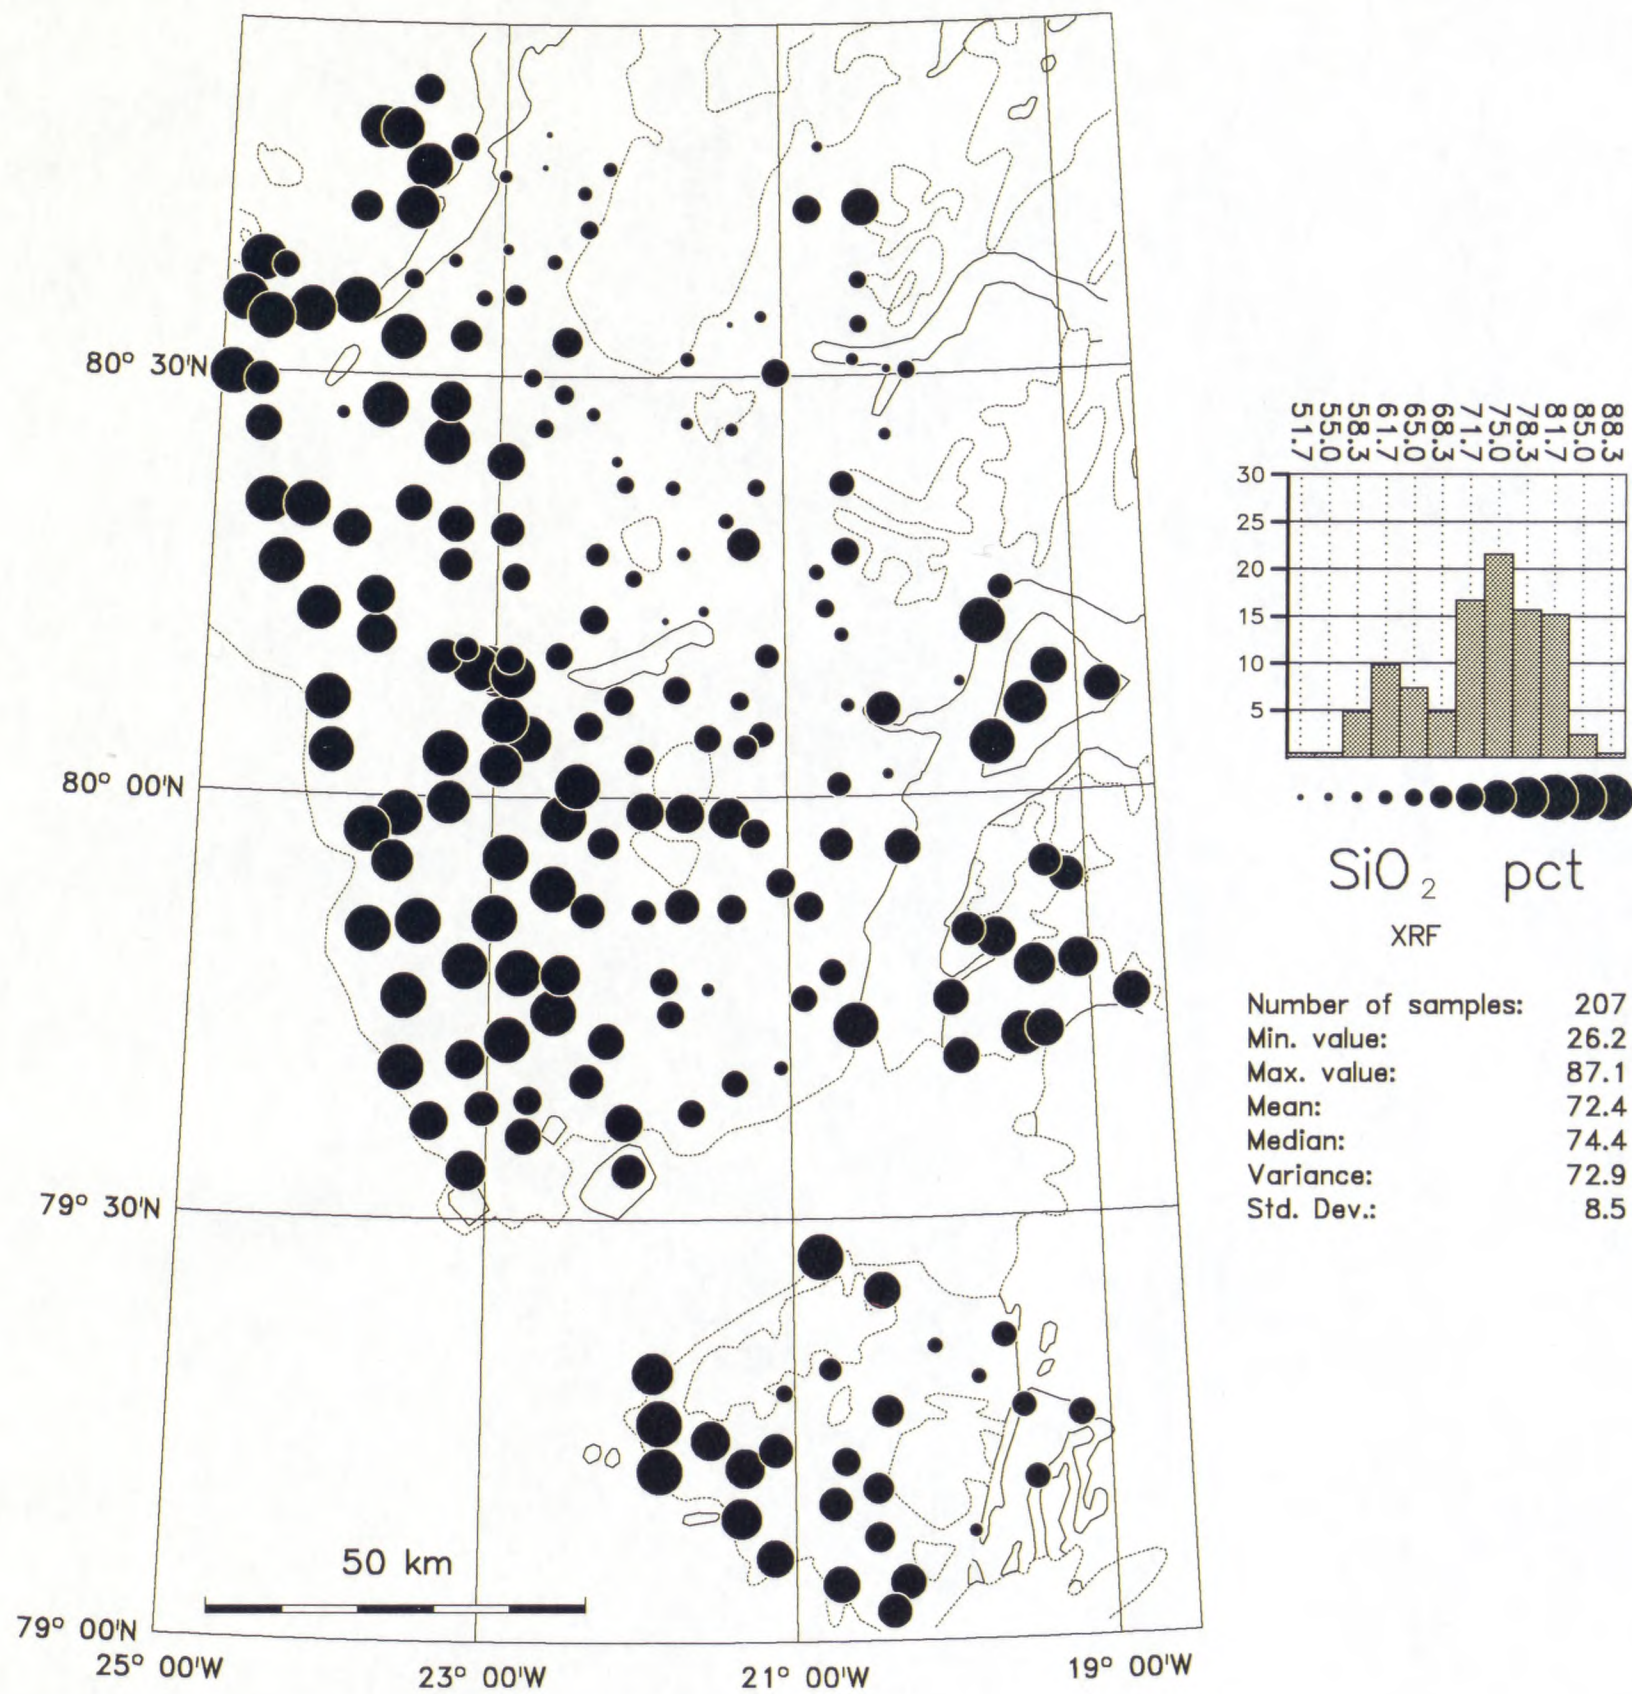 80° 30'N
80° 00'N
79° 30'N
79° 00'N
25° 00'W
23° 00'W
21° 00'W
19° 00'W
50 km
51.7
55.0
58.3
61.7
65.0
68.3
71.7
75.0
78.3
81.7
85.0
88.3
30
25
20
15
10
5
SiO₂ pct
XRF
Number of samples: 207
Min. value: 26.2
Max. value: 87.1
Mean: 72.4
Median: 74.4
Variance: 72.9
Std. Dev.: 8.5